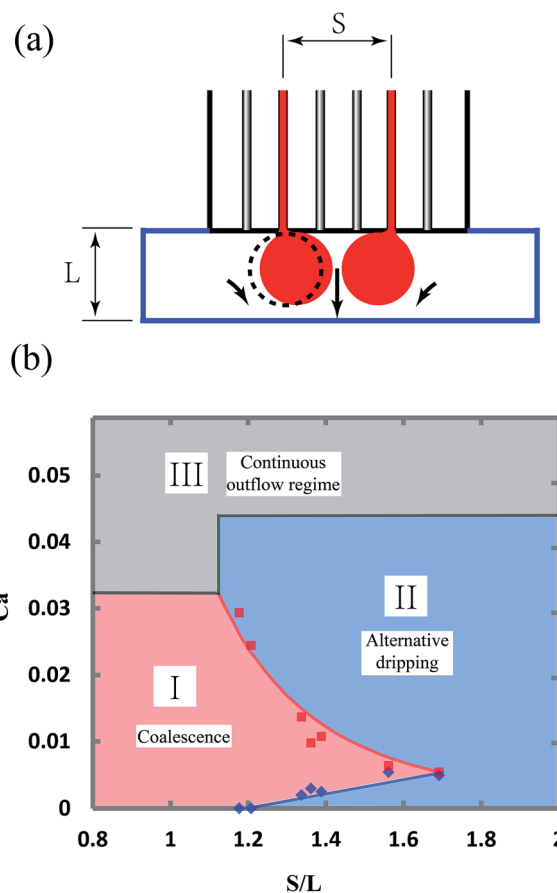 (a)
S
L
(b)
0.05
0.04
0.03
0.02
0.01
0
Ca
III
Continuous
outflow regime
II
Alternative
dripping
I
Coalescence
0.8
1
1.2
1.4
1.6
1.8
2
S/L